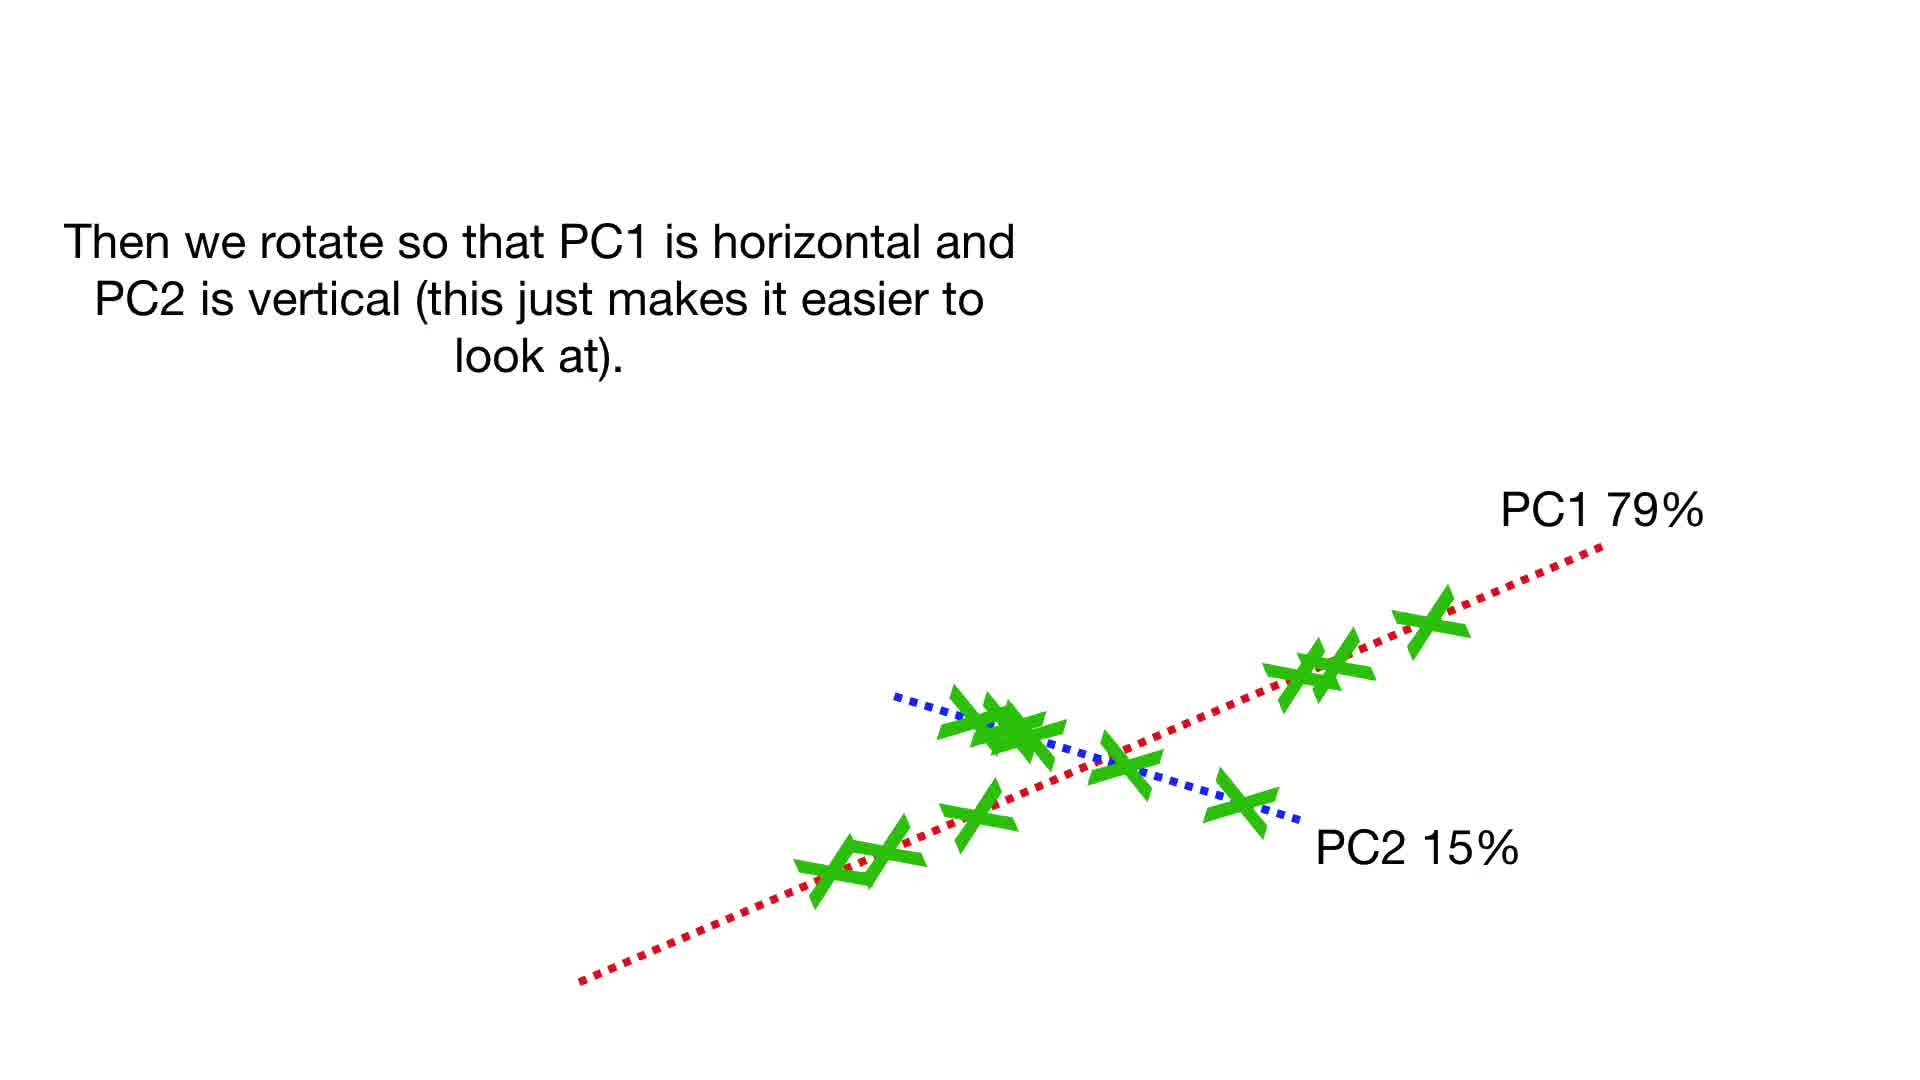 Then we rotate so that PC1 is horizontal and
PC2 is vertical (this just makes it easier to
look at).
PC1 79%
PC2 15%